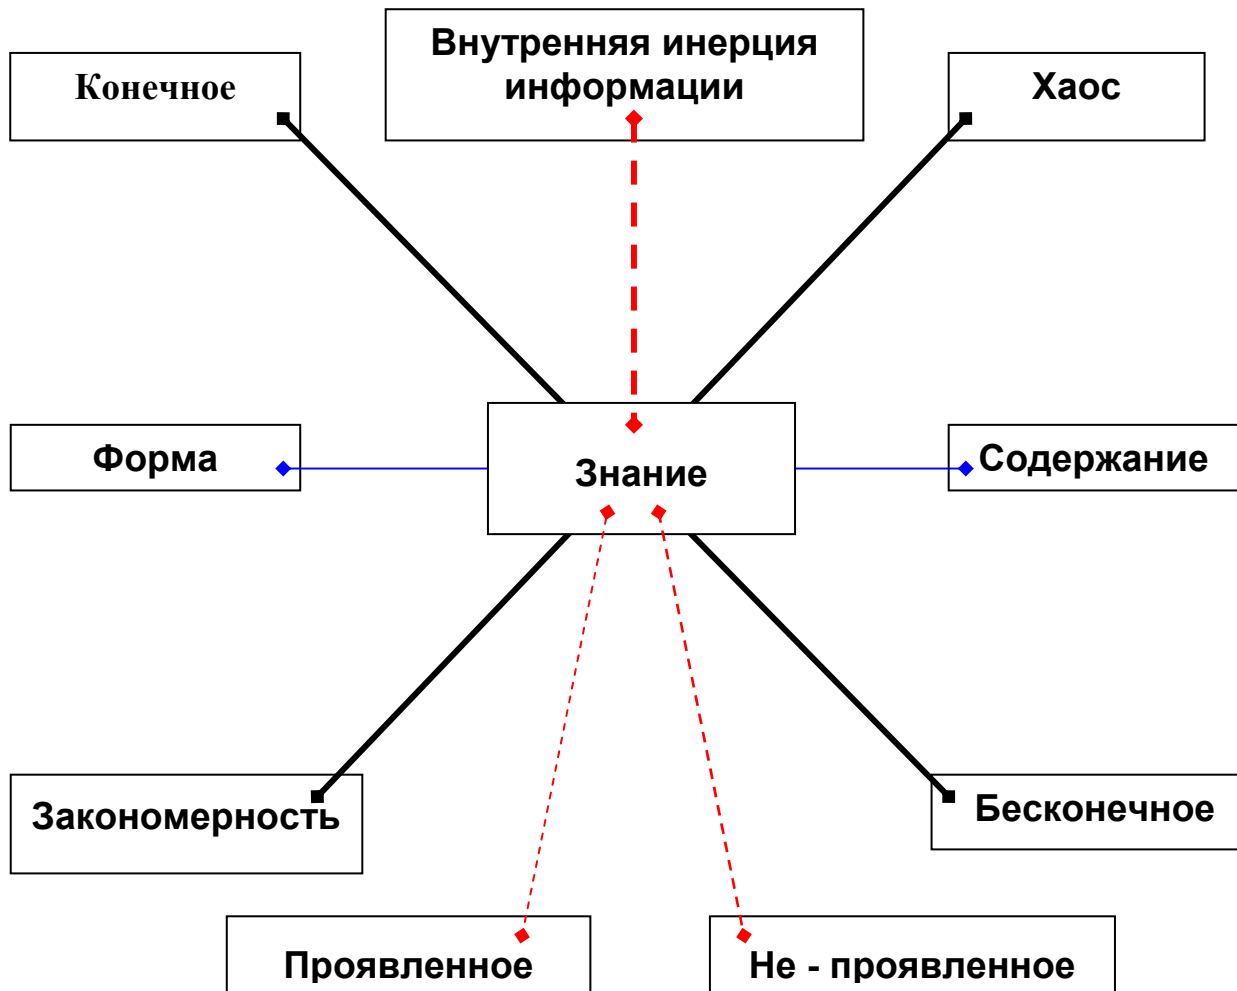 Внутренняя инерция
информации
Конечное
Хаос
Форма
Знание
Содержание
Закономерность
Бесконечное
Проявленное
Не - проявленное